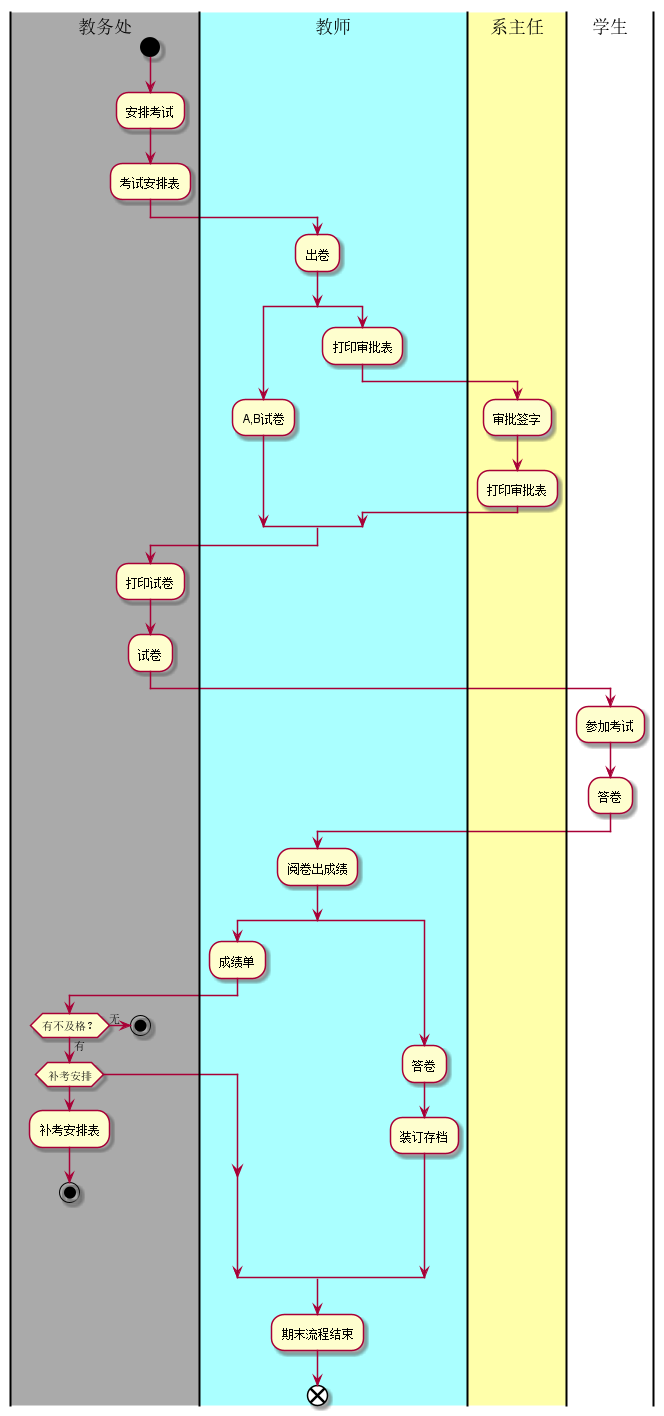 教务处 教师 系主任 学生
安排考试
考试安排表
出卷
打印审批表
A,B试卷 审批签字
打印审批表
打印试卷
试卷
参加考试
答卷
阅卷出成绩
成绩单
有不及格？ 无
有
答卷
补考安排
补考安排表 装订存档
期末流程结束